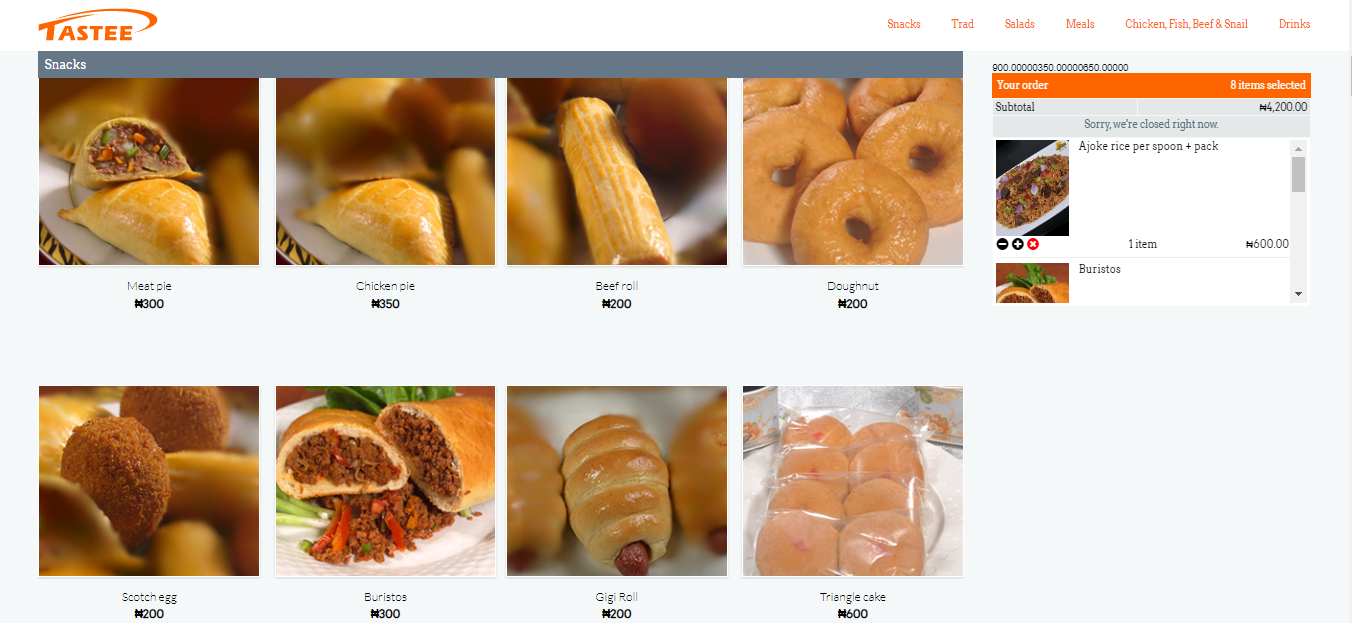 TASTEE
Snacks Trad Salads Meals Chicken, Fish, Beef & Snail Drinks
Snacks
Meat pie Chicken pie Beef roll Doughnut
₦300 ₦350 ₦200 ₦200
Scotch egg Buristos Gigi Roll Triangle cake
₦200 ₦300 ₦200 ₦600
900.00000350.00000650.00000
Your order 8 items selected
Subtotal ₦4,200.00
Sorry, we're closed right now.
Ajoke rice per spoon + pack
1 item ₦600.00
Buristos